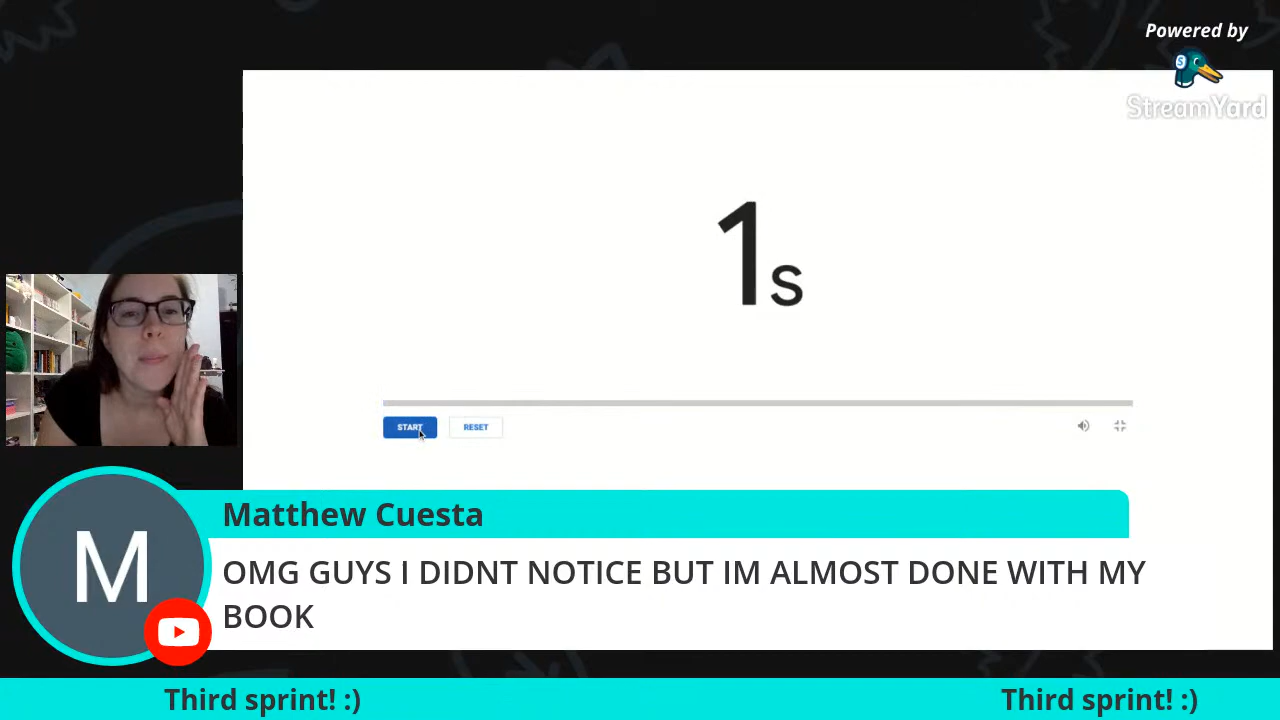 Powered by
StreamYard
1s
START
RESET
Matthew Cuesta
M
OMG GUYS I DIDNT NOTICE BUT IM ALMOST DONE WITH MY
BOOK
Third sprint! :)
Third sprint! :)